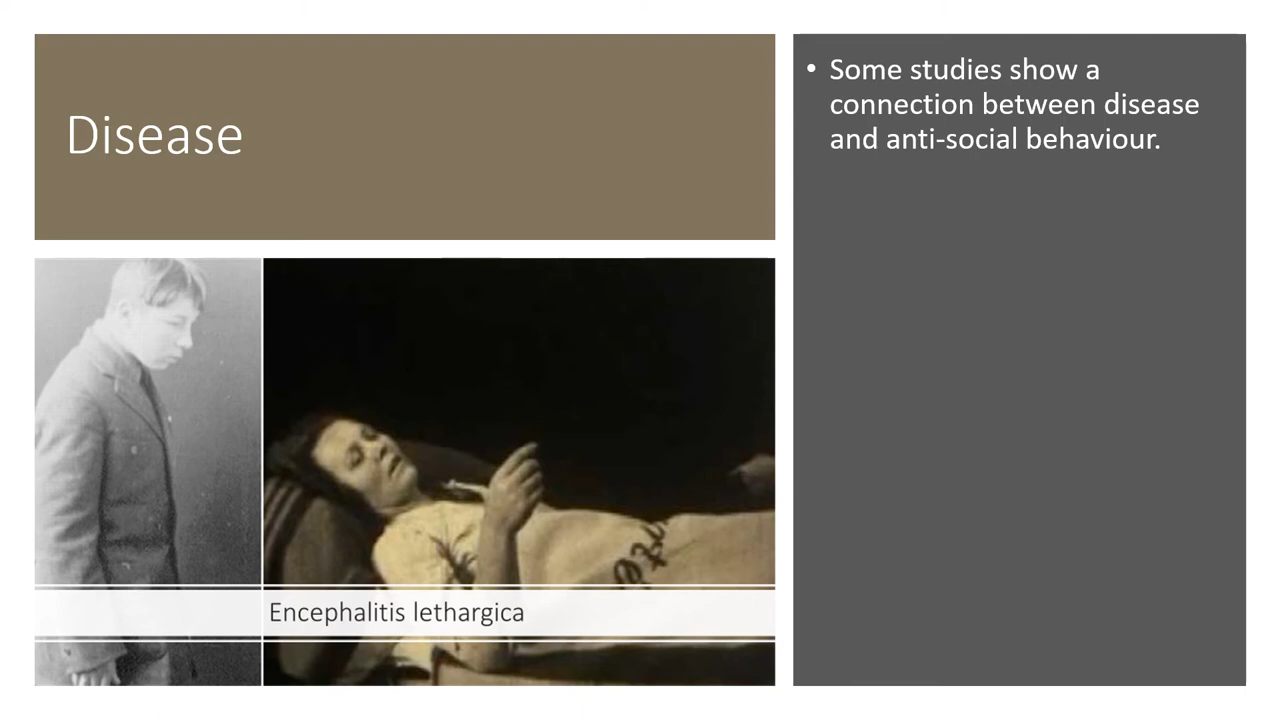 Disease
• Some studies show a
connection between disease
and anti-social behaviour.
Encephalitis lethargica